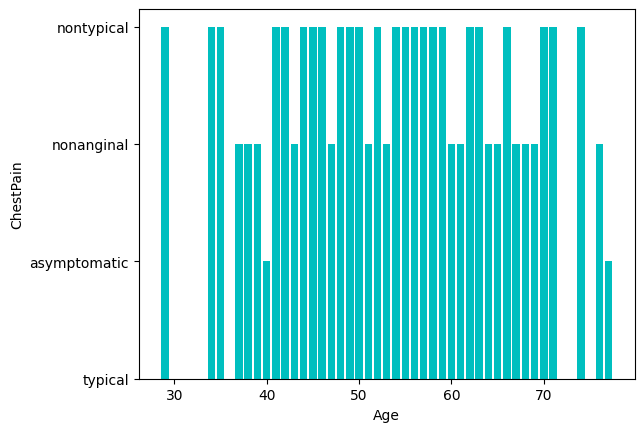 nontypical
nonanginal
ChestPain
asymptomatic
typical
30 40 50 60 70
Age